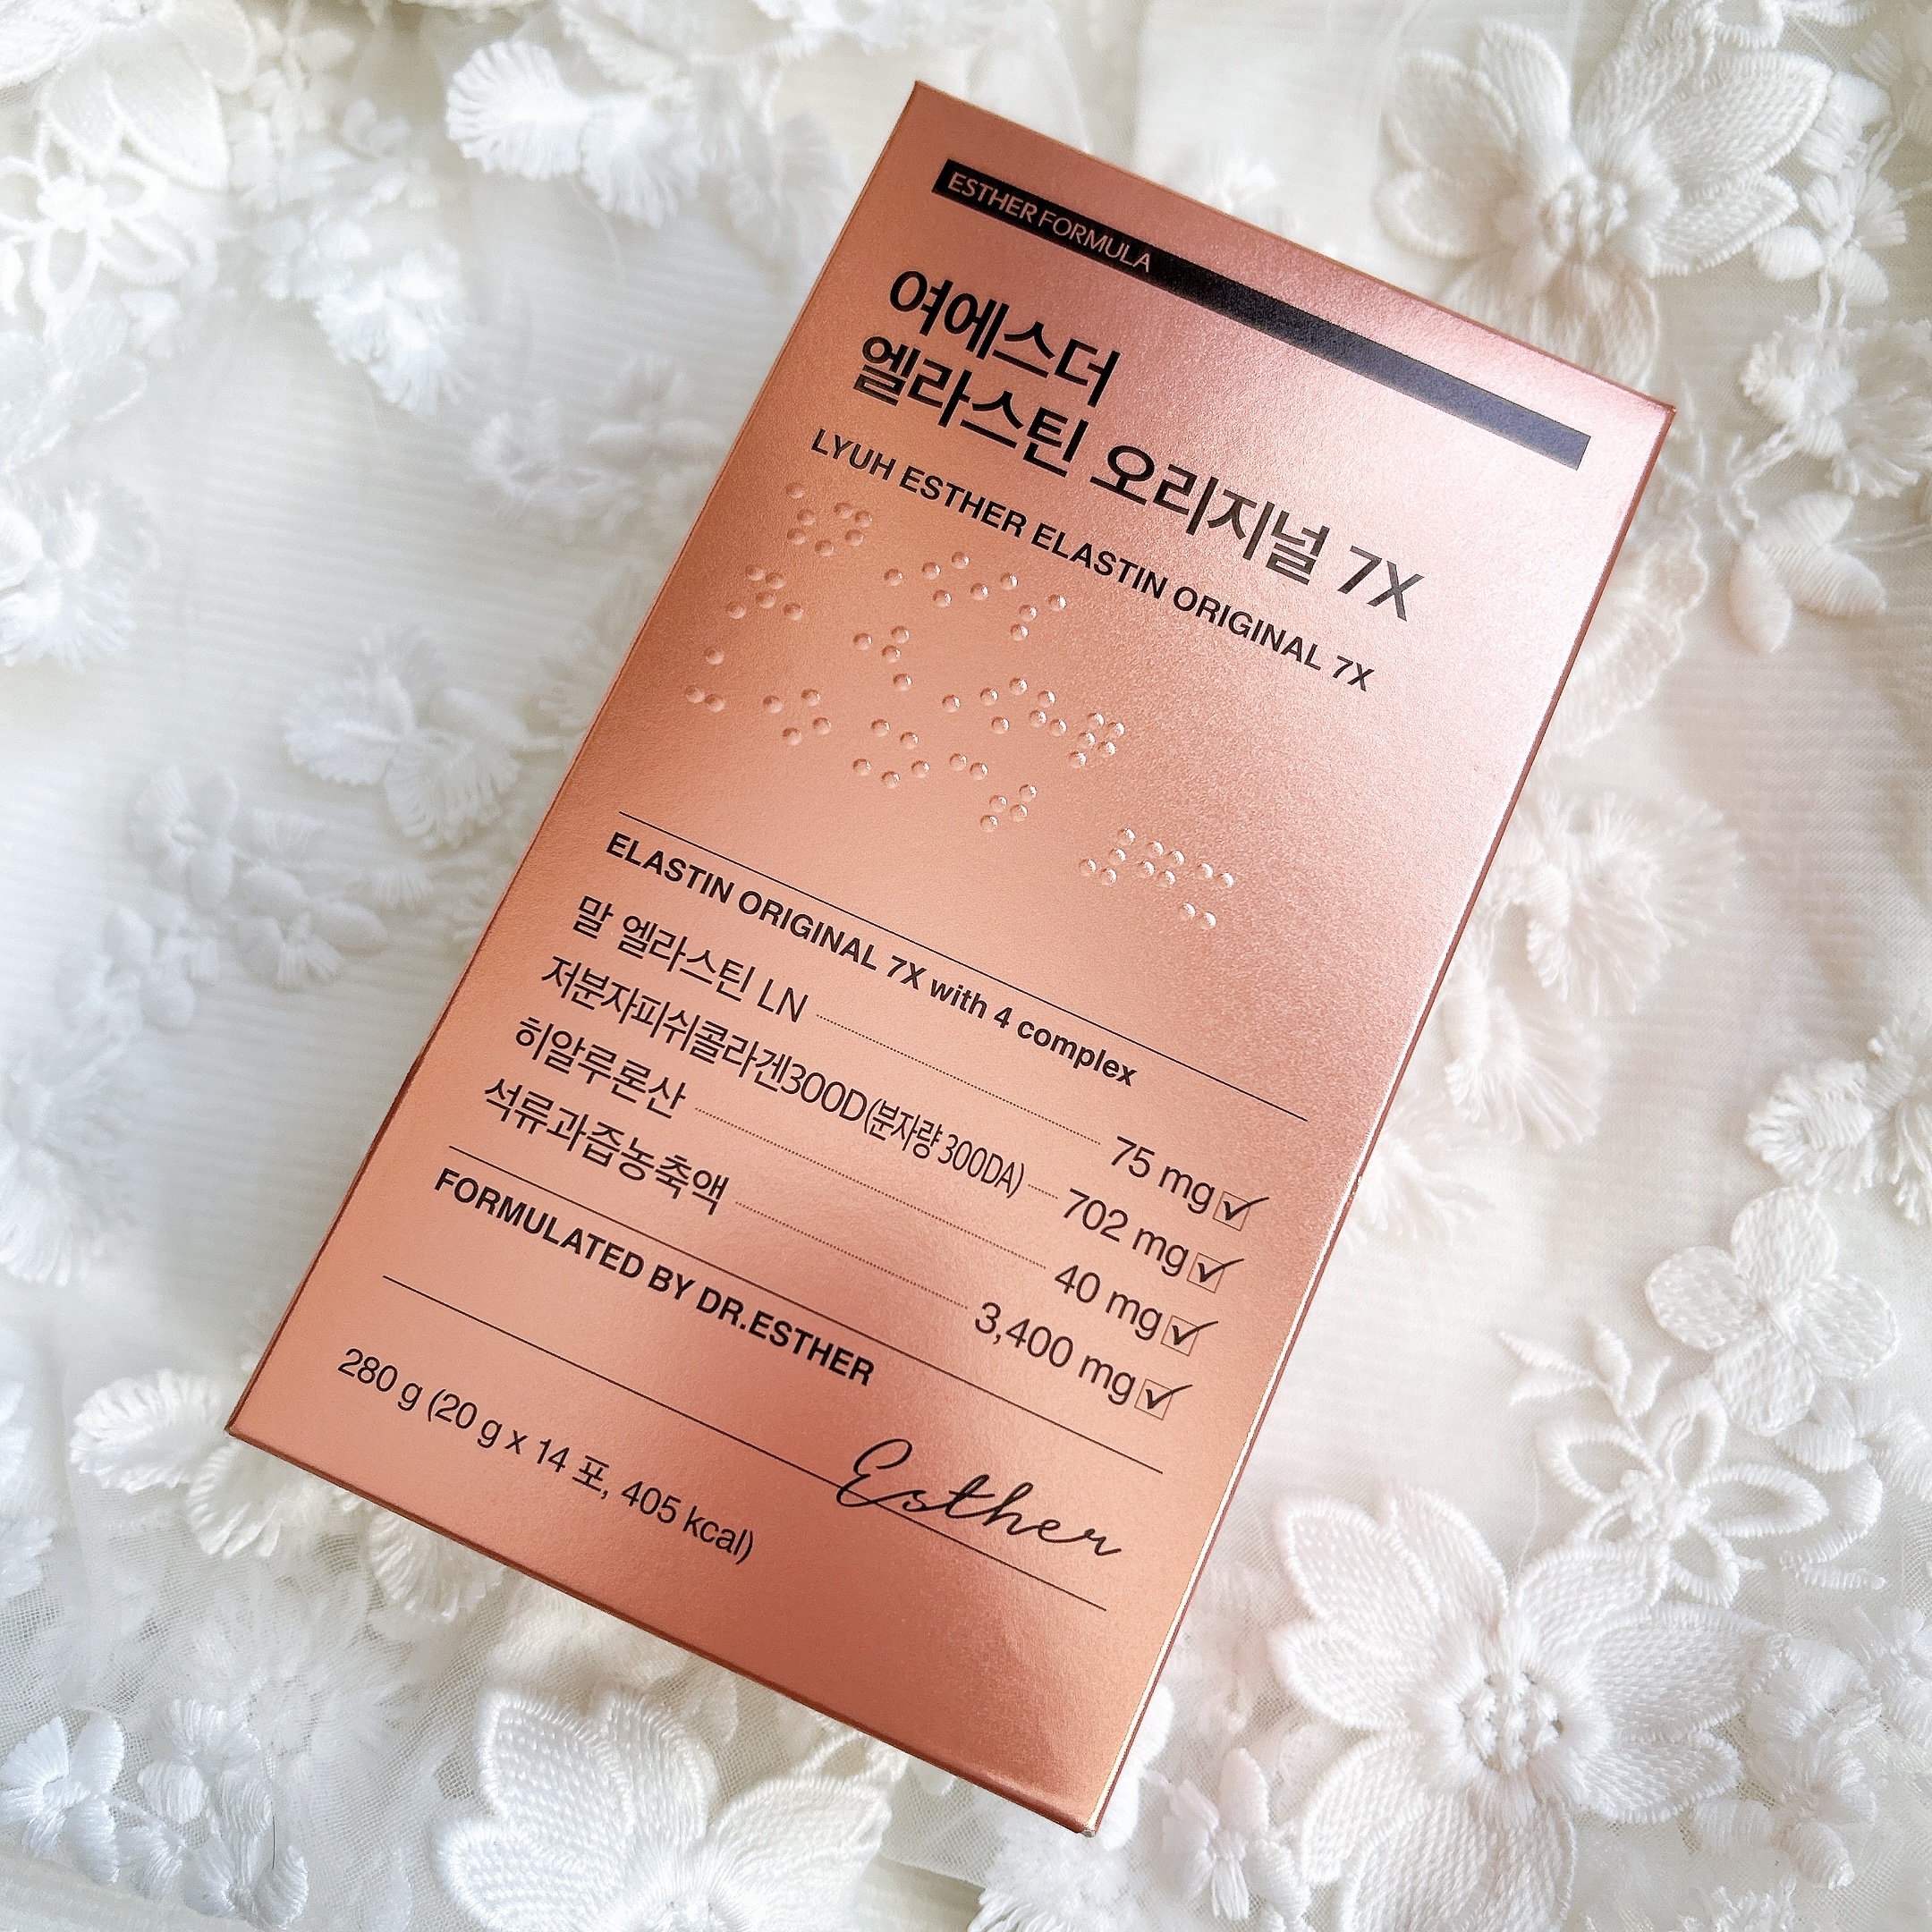 ESTHER FORMULA
여에스더
엘라스틴 오리지널 7X
LYUH ESTHER ELASTIN ORIGINAL 7X
ELASTIN ORIGINAL 7X with 4 complex
말 엘라스틴 LN 75 mg
저분자피쉬콜라겐300D(분자량 300DA) 702 mg
히알루론산 40 mg
석류과즙농축액 3,400 mg
FORMULATED BY DR.ESTHER
Esther
280 g (20 g x 14 포, 405 kcal)